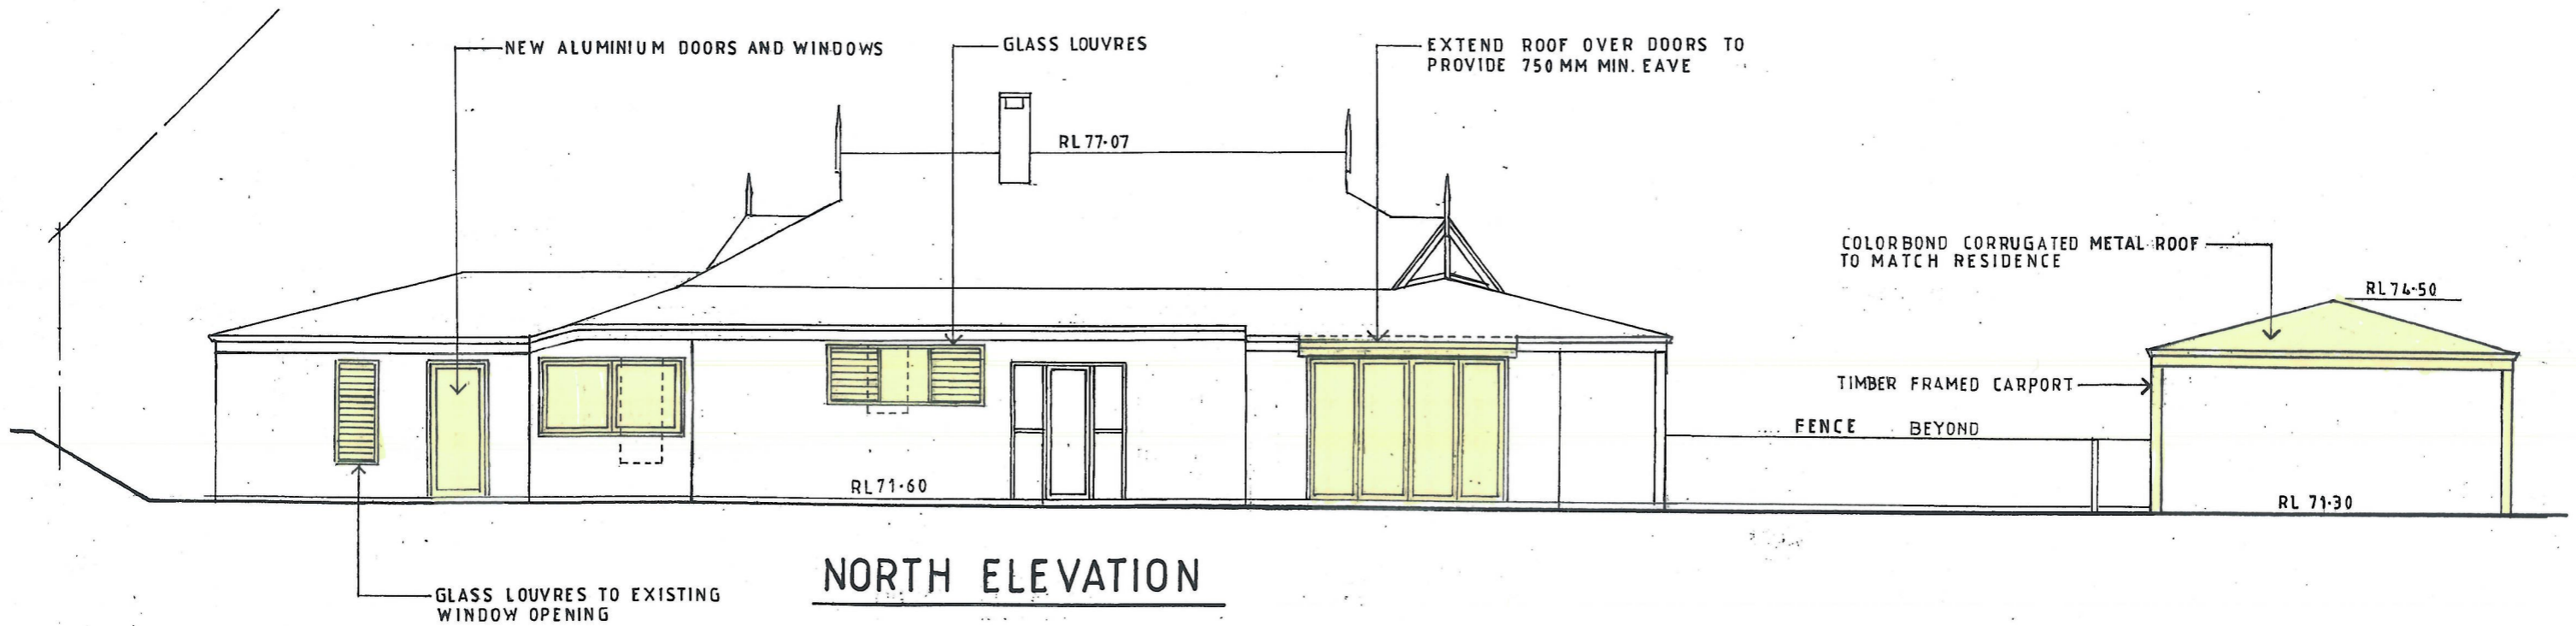 NEW ALUMINIUM DOORS AND WINDOWS
GLASS LOUVRES
EXTEND ROOF OVER DOORS TO
PROVIDE 750 MM MIN. EAVE
RL 77·07
COLORBOND CORRUGATED METAL ROOF
TO MATCH RESIDENCE
RL 74·50
TIMBER FRAMED CARPORT
FENCE BEYOND
RL 71·60
RL 71·30
NORTH ELEVATION
GLASS LOUVRES TO EXISTING
WINDOW OPENING